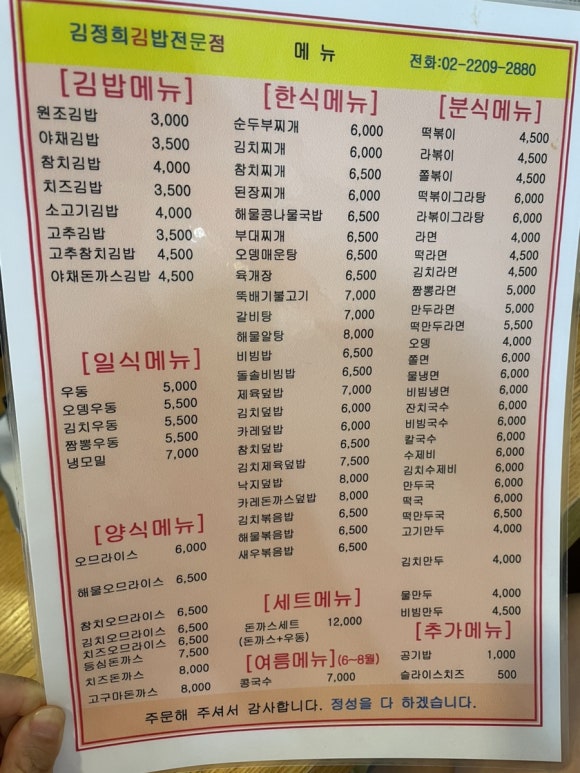 김정희김밥전문점
메 뉴
전화:02-2209-2880
[김밥메뉴]
원조김밥 3,000
야채김밥 3,500
참치김밥 4,000
치즈김밥 3,500
소고기김밥 4,000
고추김밥 3,500
고추참치김밥 4,500
야채돈까스김밥 4,500
[일식메뉴]
우동 5,000
오뎅우동 5,500
김치우동 5,500
짬뽕우동 5,500
냉모밀 7,000
[양식메뉴]
오므라이스 6,000
해물오므라이스 6,500
참치오므라이스 6,500
김치오므라이스 6,500
치즈오므라이스 6,500
등심돈까스 7,500
치즈돈까스 8,000
고구마돈까스 8,000
[한식메뉴]
순두부찌개 6,000
김치찌개 6,000
참치찌개 6,500
된장찌개 6,000
해물콩나물국밥 6,500
부대찌개 6,500
오뎅매운탕 6,500
육개장 6,500
뚝배기불고기 7,000
갈비탕 7,000
해물알탕 8,000
비빔밥 6,500
돌솥비빔밥 6,500
제육덮밥 7,000
김치덮밥 6,000
카레덮밥 6,000
참치덮밥 6,500
김치제육덮밥 7,500
낙지덮밥 8,000
카레돈까스덮밥 8,000
김치볶음밥 6,500
해물볶음밥 6,500
새우볶음밥 6,500
[세트메뉴]
돈까스세트 12,000
(돈까스+우동)
[여름메뉴](6~8월)
콩국수 7,000
[분식메뉴]
떡볶이 4,500
라볶이 4,500
쫄볶이 4,500
떡볶이그라탕 6,000
라볶이그라탕 6,000
라면 4,000
떡라면 4,500
김치라면 4,500
짬뽕라면 5,000
만두라면 5,000
떡만두라면 5,500
오뎅 4,000
쫄면 6,000
물냉면 6,000
비빔냉면 6,000
잔치국수 6,000
비빔국수 6,000
칼국수 6,000
수제비 6,000
김치수제비 6,000
만두국 6,000
떡국 6,000
떡만두국 6,500
고기만두 4,000
김치만두 4,000
물만두 4,000
비빔만두 4,500
[추가메뉴]
공기밥 1,000
슬라이스치즈 500
주문해 주셔서 감사합니다. 정성을 다 하겠습니다.